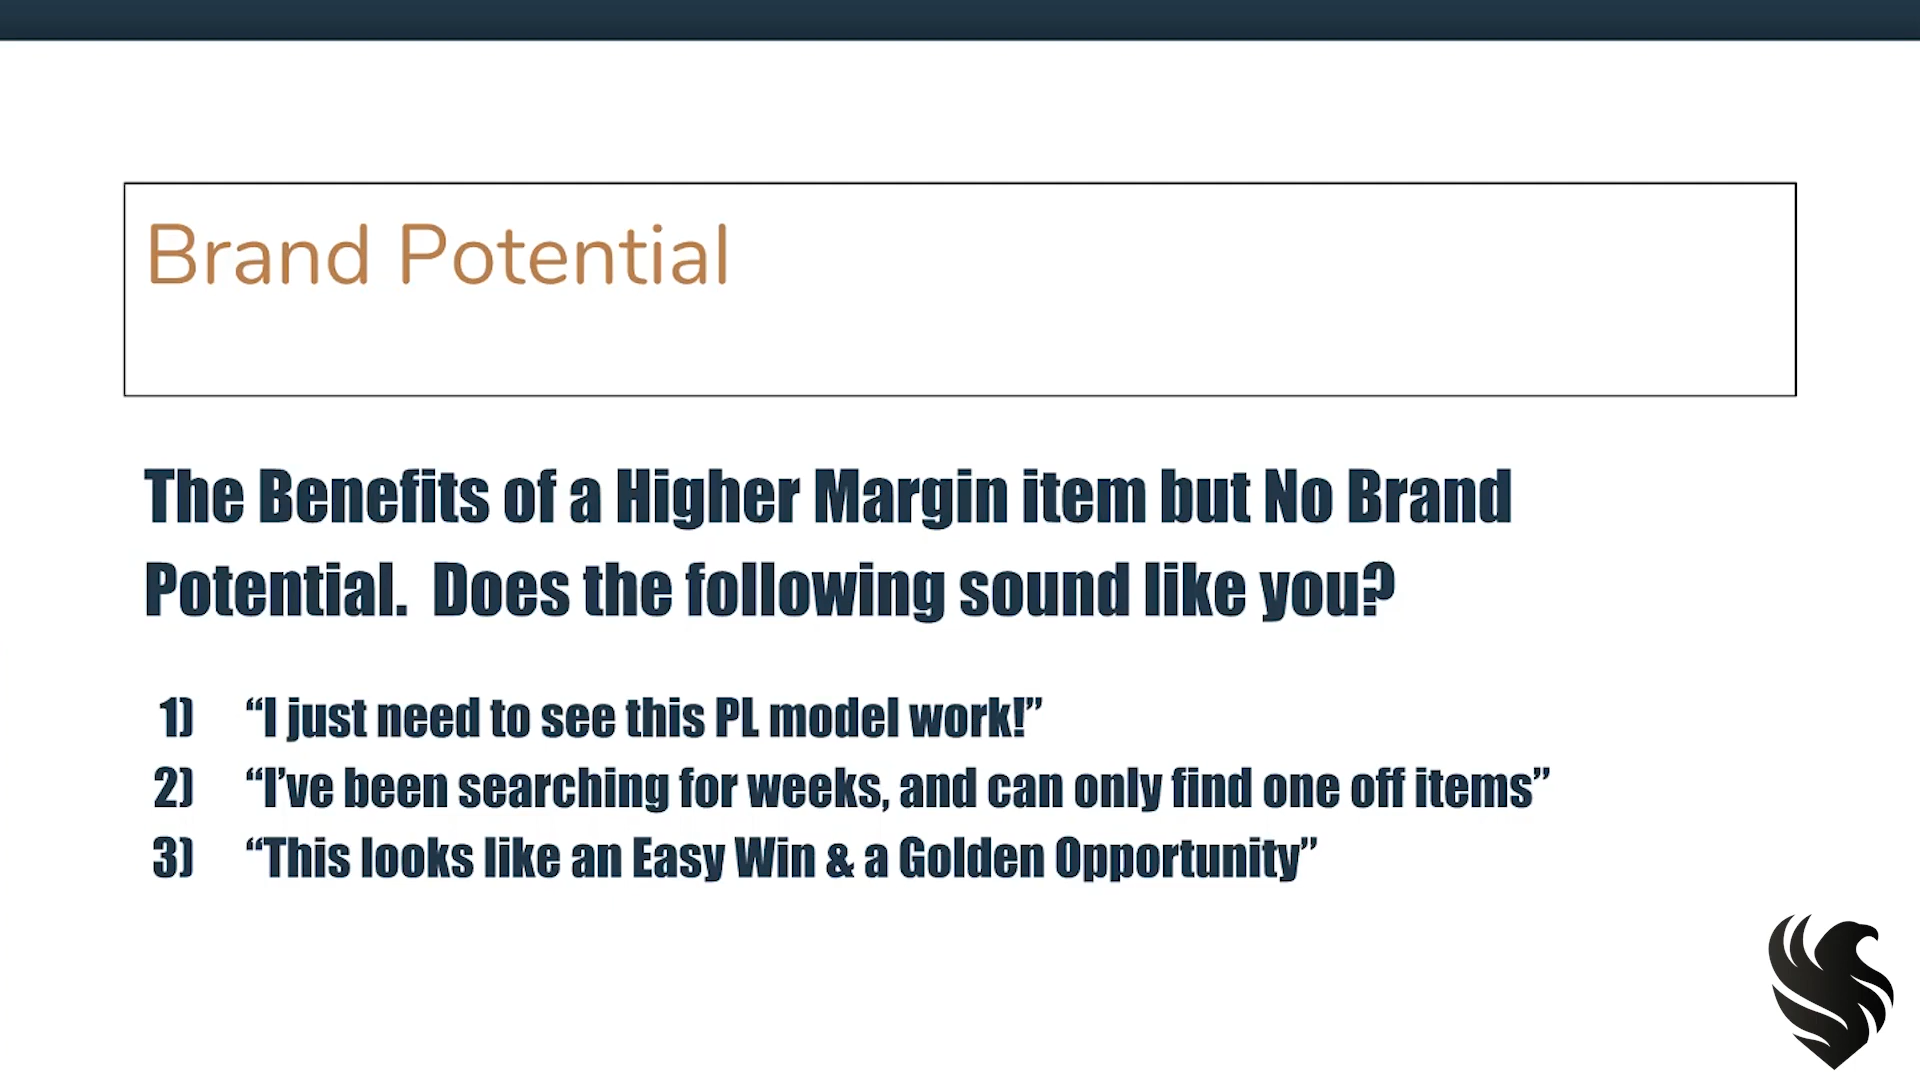 Brand Potential
The Benefits of a Higher Margin item but No Brand
Potential.  Does the following sound like you?
1) “I just need to see this PL model work!”
2) “I’ve been searching for weeks, and can only find one off items”
3) “This looks like an Easy Win & a Golden Opportunity”